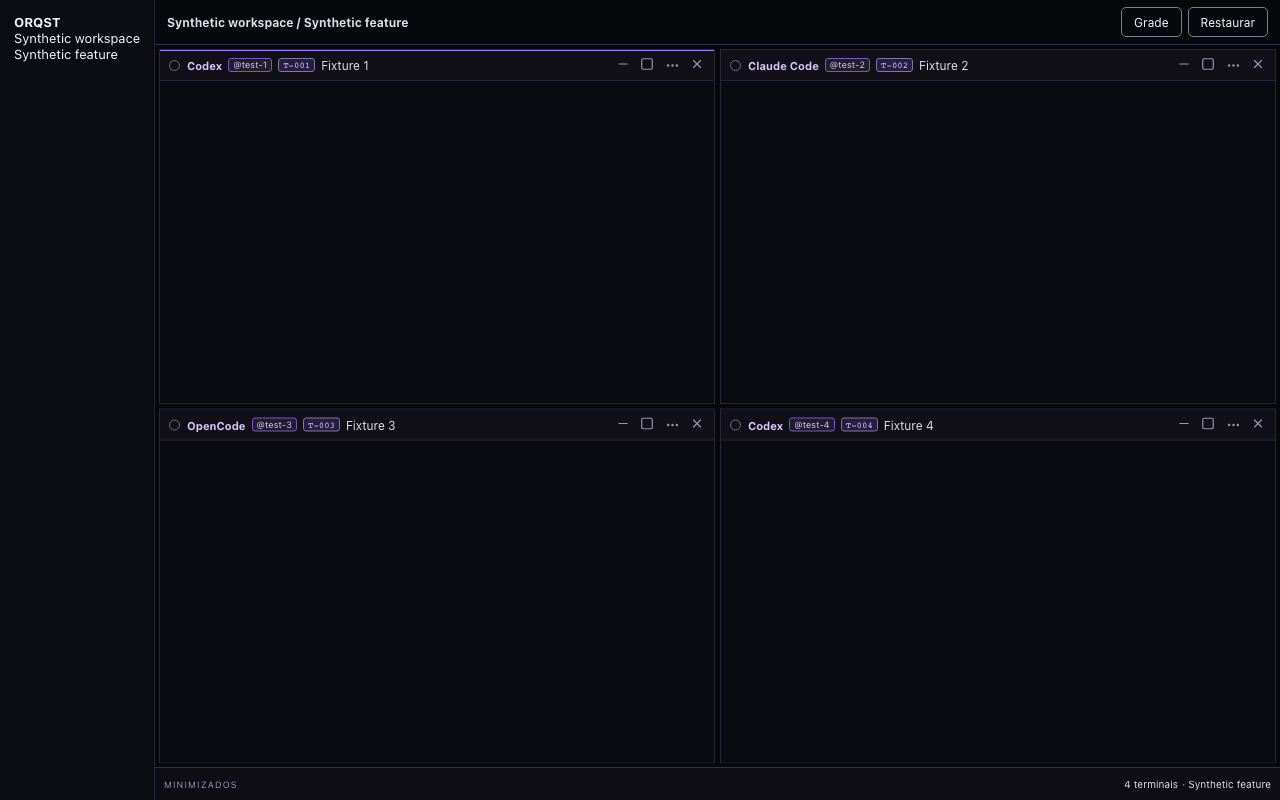 ORQST
Synthetic workspace
Synthetic feature
Synthetic workspace / Synthetic feature
Grade
Restaurar
Codex @test-1 T-001 Fixture 1
Claude Code @test-2 T-002 Fixture 2
OpenCode @test-3 T-003 Fixture 3
Codex @test-4 T-004 Fixture 4
MINIMIZADOS
4 terminals · Synthetic feature